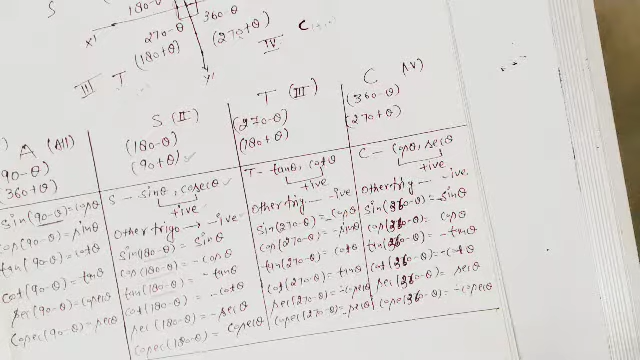 180-θ
S
360-θ
x'
270-θ
(180+θ)
(270+θ)
III T
IV C
y'
A (All)
90-θ)
(360+θ)
sin(90-θ)=cosθ
cos(90-θ)=sinθ
tan(90-θ)=cotθ
cot(90-θ)=tanθ
sec(90-θ)=cosecθ
cosec(90-θ)=secθ
S (II)
(180-θ)
(90+θ)✓
S - sinθ, cosecθ ✓
+ive
Other trigo → -ive
sin(180-θ) = sinθ
cos(180-θ) = -cosθ
tan(180-θ) = -tanθ
cot(180-θ) = -cotθ
sec(180-θ) = -secθ
cosec(180-θ) = cosecθ
T (III)
(270-θ)
(180+θ)
T- tanθ, cotθ
+ive
Other trig -ive
sin(270-θ) = -cosθ
cos(270-θ) = -sinθ
tan(270-θ) = cotθ
cot(270-θ) = tanθ
sec(270-θ) = -cosecθ
cosec(270-θ) = -secθ
C (IV)
(360-θ)
(270+θ)
C - cosθ, secθ
+ive
Other trig -ive
sin(360-θ) = -sinθ
cos(360-θ) = cosθ
tan(360-θ) = -tanθ
cot(360-θ) = -cotθ
sec(360-θ) = secθ
cosec(360-θ) = -cosecθ